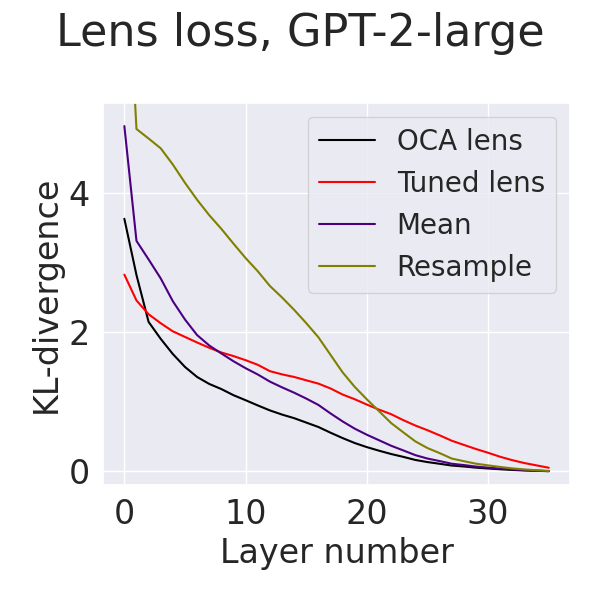 Lens loss, GPT-2-large
OCA lens
Tuned lens
Mean
Resample
KL-divergence
4
2
0
0 10 20 30
Layer number